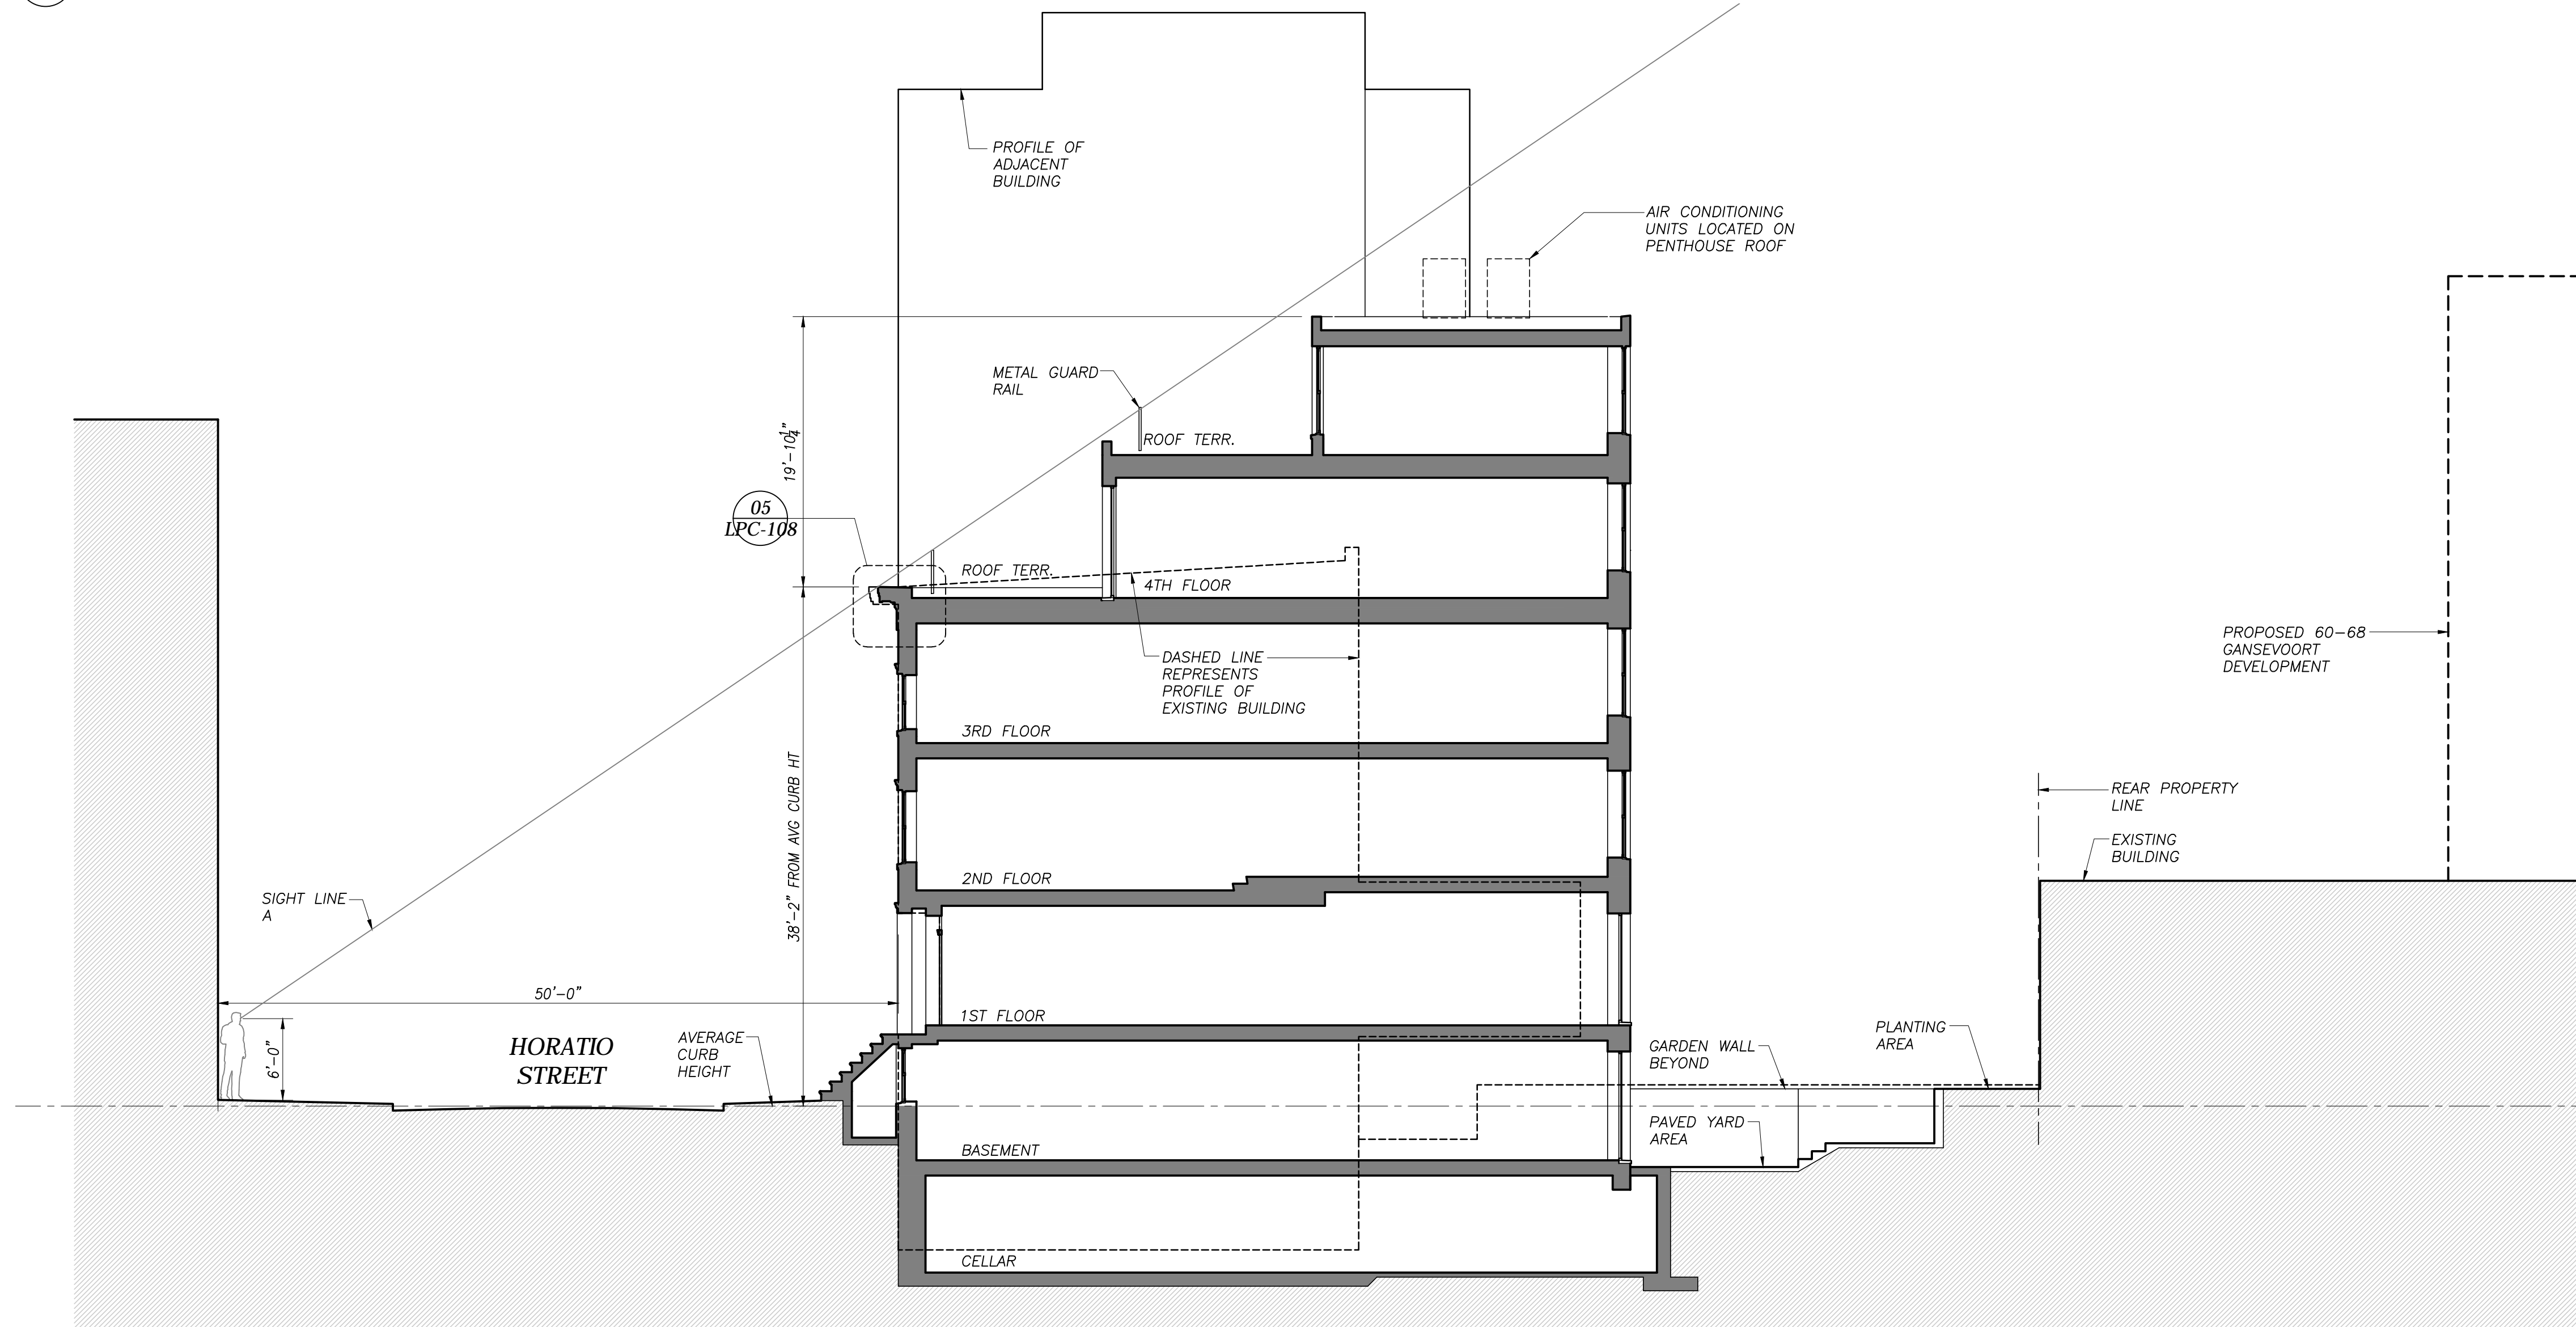 PROFILE OF
ADJACENT
BUILDING
AIR CONDITIONING
UNITS LOCATED ON
PENTHOUSE ROOF
METAL GUARD
RAIL
ROOF TERR.
19'-10 1/4"
05
LPC-108
ROOF TERR.
4TH FLOOR
DASHED LINE
REPRESENTS
PROFILE OF
EXISTING BUILDING
PROPOSED 60-68
GANSEVOORT
DEVELOPMENT
3RD FLOOR
38'-2" FROM AVG CURB HT
REAR PROPERTY
LINE
EXISTING
BUILDING
SIGHT LINE
A
2ND FLOOR
50'-0"
1ST FLOOR
6'-0"
HORATIO
STREET
AVERAGE
CURB
HEIGHT
GARDEN WALL
BEYOND
PLANTING
AREA
PAVED YARD
AREA
BASEMENT
CELLAR